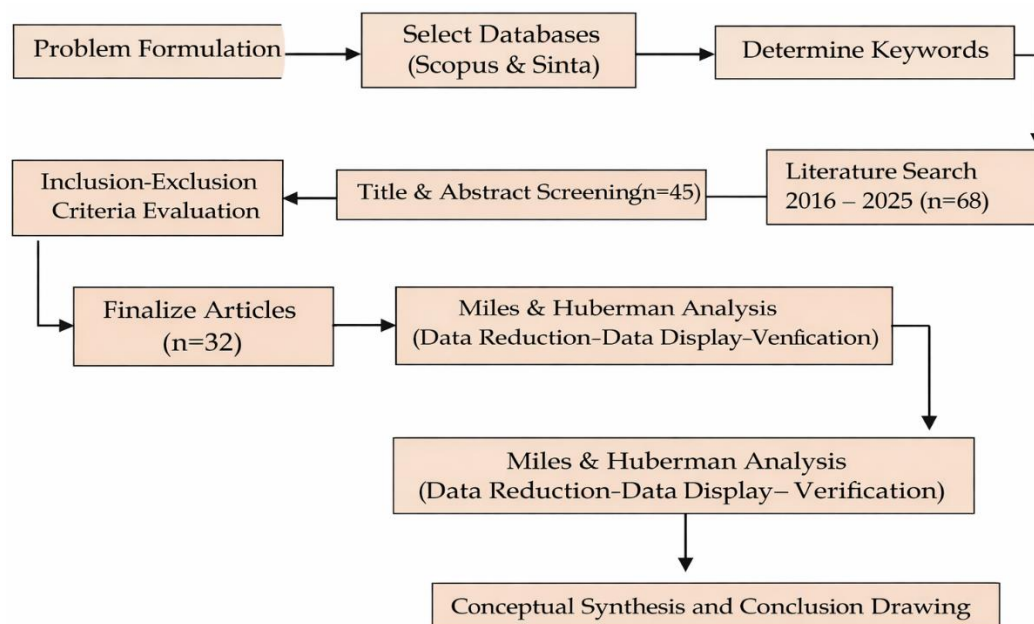 Problem Formulation
Select Databases
(Scopus & Sinta)
Determine Keywords
Literature Search
2016 – 2025 (n=68)
Title & Abstract Screening(n=45)
Inclusion-Exclusion
Criteria Evaluation
Finalize Articles
(n=32)
Miles & Huberman Analysis
(Data Reduction-Data Display-Venfication)
Miles & Huberman Analysis
(Data Reduction-Data Display– Verification)
Conceptual Synthesis and Conclusion Drawing